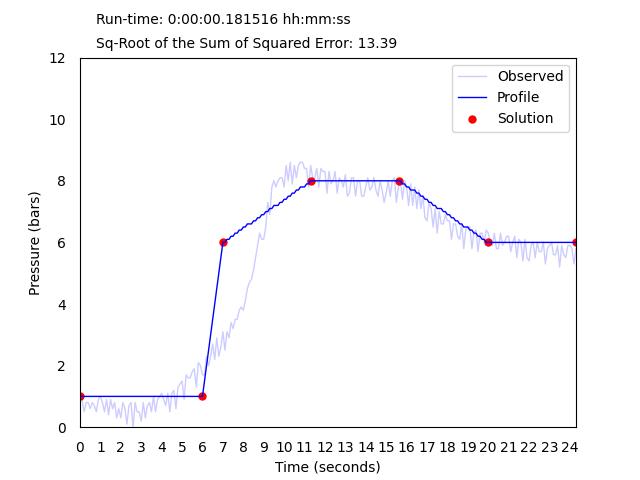 Run-time: 0:00:00.181516 hh:mm:ss
Sq-Root of the Sum of Squared Error: 13.39
12
10
8
6
4
2
0
Pressure (bars)
Observed
Profile
Solution
0 1 2 3 4 5 6 7 8 9 10 11 12 13 14 15 16 17 18 19 20 21 22 23 24
Time (seconds)